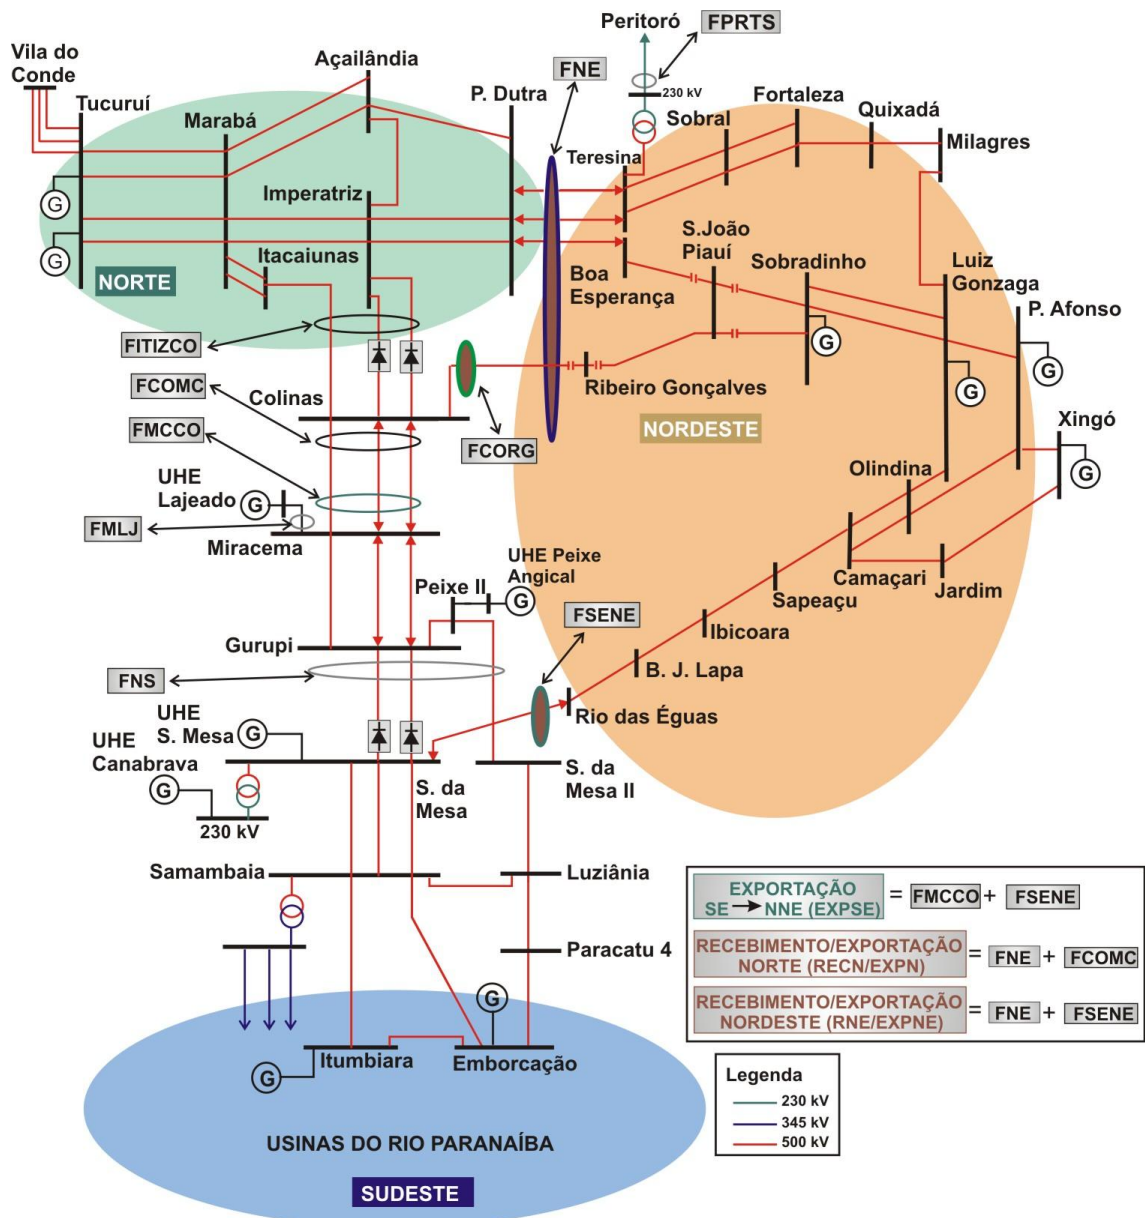 Peritoró
FPRTS
Vila do
Conde
Açailândia
FNE
P. Dutra
230 kV
Fortaleza
Quixadá
Tucuruí
Marabá
Sobral
Milagres
Teresina
Imperatriz
G
S.João
Piauí
Sobradinho
Luiz
Gonzaga
G
Itacaiunas
Boa
Esperança
NORTE
P. Afonso
FITIZCO
G
G
G
Ribeiro Gonçalves
FCOMC
Colinas
FMCCO
FCORG
NORDESTE
Xingó
UHE
Lajeado
G
Olindina
G
FMLJ
Miracema
UHE Peixe
Angical
Peixe II
G
Camaçari
Jardim
Sapeaçu
FSENE
Gurupi
Ibicoara
FNS
B. J. Lapa
UHE
S. Mesa
G
Rio das Éguas
UHE
Canabrava
G
S. da
Mesa
S. da
Mesa II
230 kV
Samambaia
Luziânia
EXPORTAÇÃO
SE → NNE (EXPSE) = FMCCO + FSENE
Paracatu 4
RECEBIMENTO/EXPORTAÇÃO
NORTE (RECN/EXPN) = FNE + FCOMC
G
RECEBIMENTO/EXPORTAÇÃO
NORDESTE (RNE/EXPNE) = FNE + FSENE
Itumbiara
Emborcação
G
Legenda
230 kV
345 kV
500 kV
USINAS DO RIO PARANAÍBA
SUDESTE